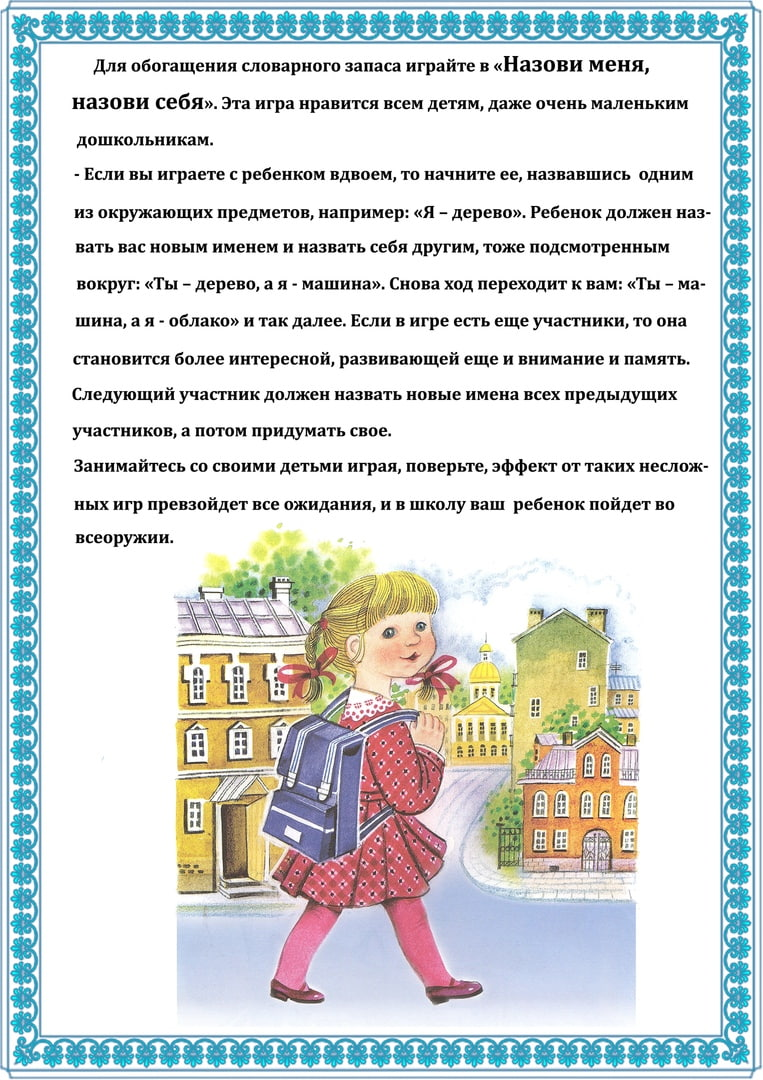 Для обогащения словарного запаса играйте в «Назови меня,
назови себя». Эта игра нравится всем детям, даже очень маленьким
дошкольникам.
- Если вы играете с ребенком вдвоем, то начните ее, назвавшись одним
из окружающих предметов, например: «Я – дерево». Ребенок должен наз-
вать вас новым именем и назвать себя другим, тоже подсмотренным
вокруг: «Ты – дерево, а я - машина». Снова ход переходит к вам: «Ты – ма-
шина, а я - облако» и так далее. Если в игре есть еще участники, то она
становится более интересной, развивающей еще и внимание и память.
Следующий участник должен назвать новые имена всех предыдущих
участников, а потом придумать свое.
Занимайтесь со своими детьми играя, поверьте, эффект от таких неслож-
ных игр превзойдет все ожидания, и в школу ваш ребенок пойдет во
всеоружии.